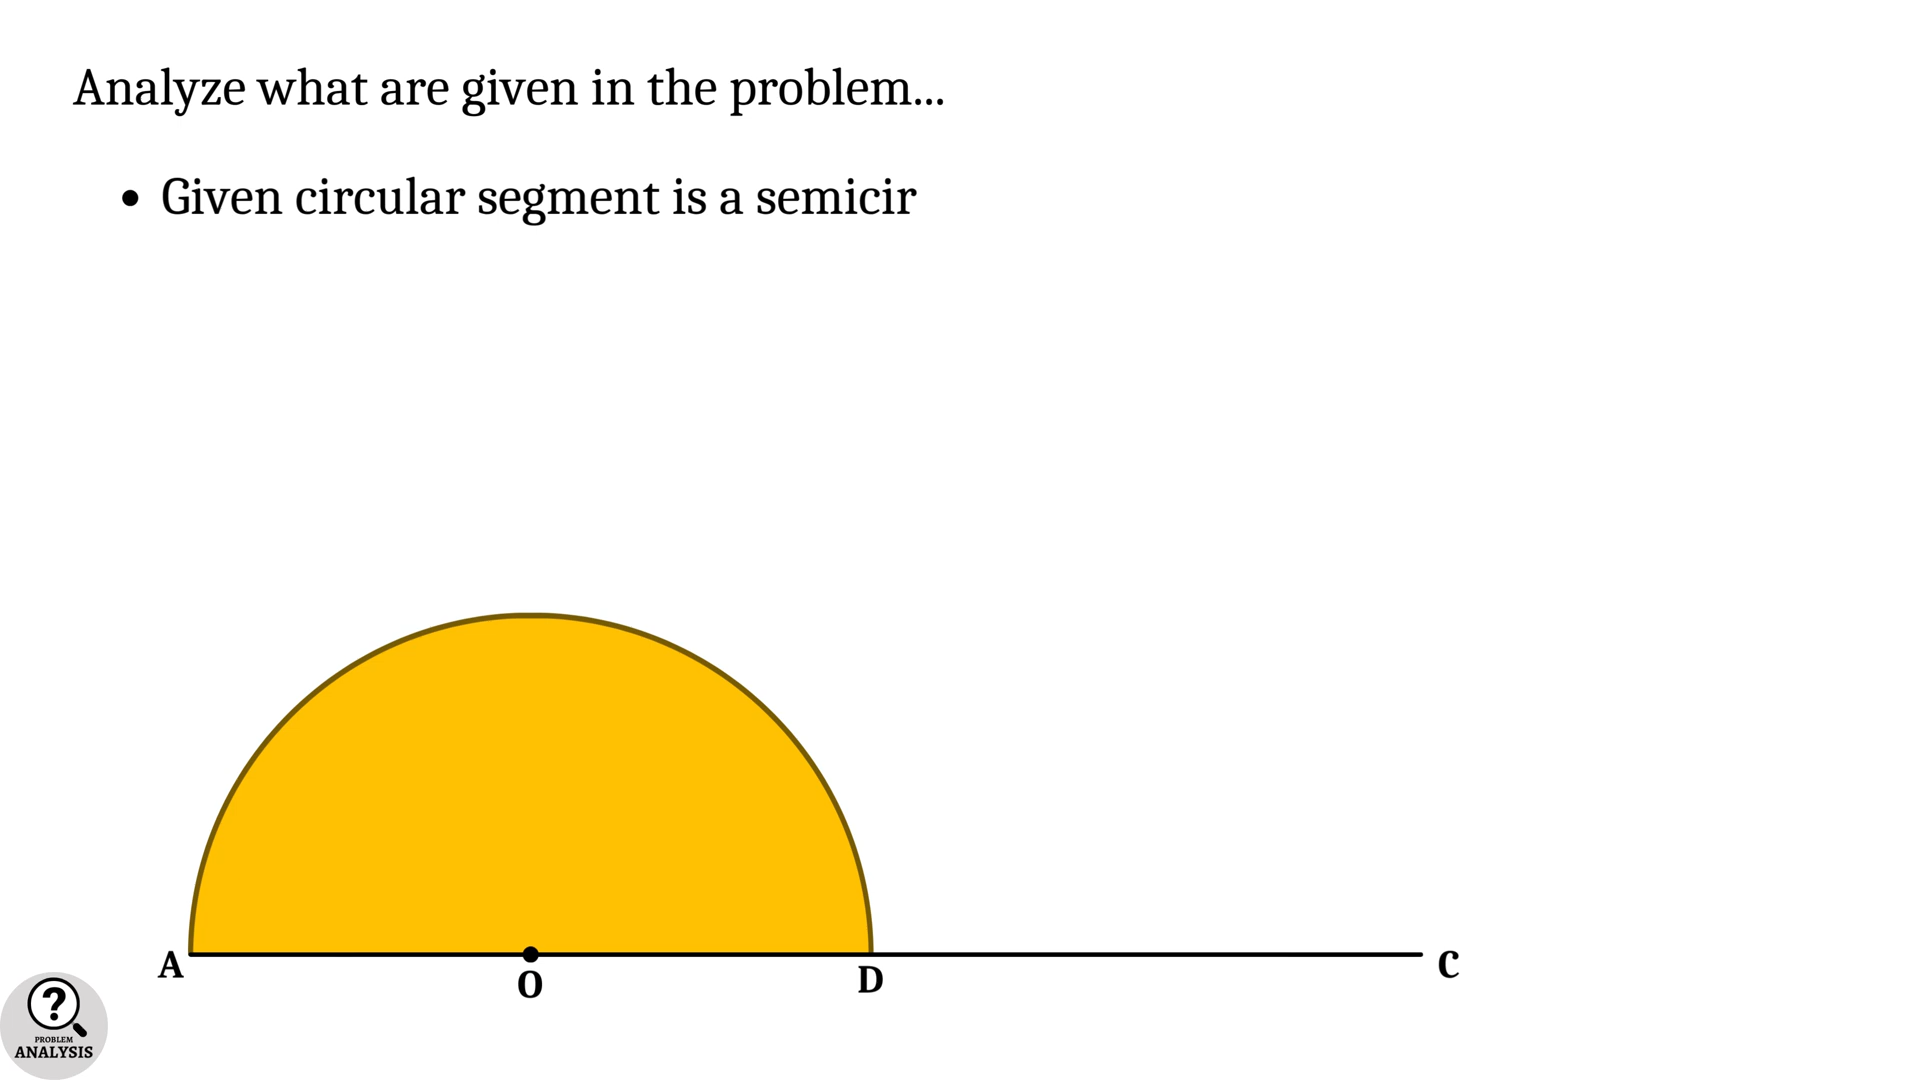 Analyze what are given in the problem...
• Given circular segment is a semicir
A
O
D
C
?
PROBLEM
ANALYSIS